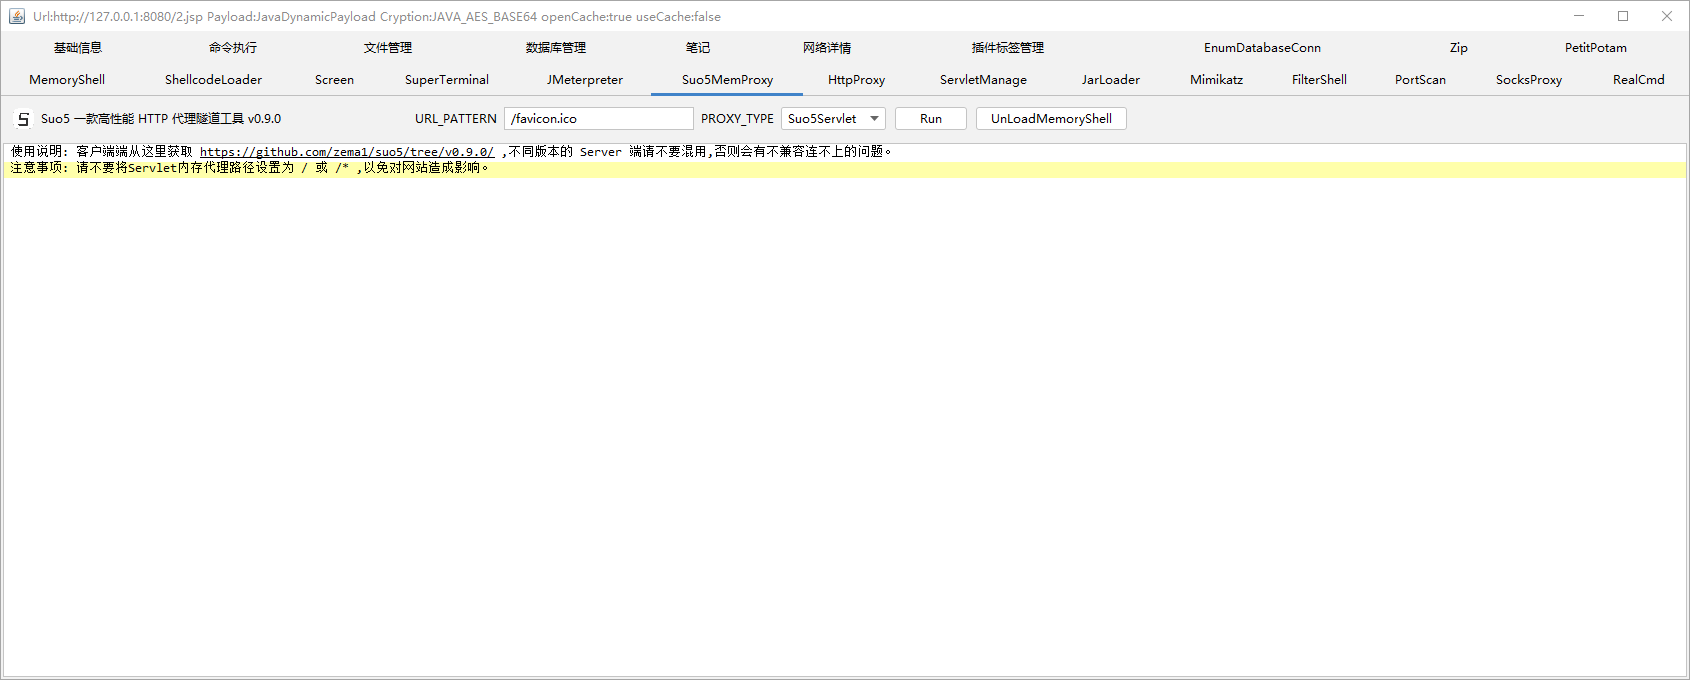 Url:http://127.0.0.1:8080/2.jsp Payload:JavaDynamicPayload Cryption:JAVA_AES_BASE64 openCache:true useCache:false
基础信息 命令执行 文件管理 数据库管理 笔记 网络详情 插件标签管理 EnumDatabaseConn Zip PetitPotam
MemoryShell ShellcodeLoader Screen SuperTerminal JMeterpreter Suo5MemProxy HttpProxy ServletManage JarLoader Mimikatz FilterShell PortScan SocksProxy RealCmd
Suo5 一款高性能 HTTP 代理隧道工具 v0.9.0 URL_PATTERN /favicon.ico PROXY_TYPE Suo5Servlet Run UnLoadMemoryShell
使用说明: 客户端端从这里获取 https://github.com/zema1/suo5/tree/v0.9.0/ ,不同版本的 Server 端请不要混用,否则会有不兼容连不上的问题。
注意事项: 请不要将Servlet内存代理路径设置为 / 或 /* ,以免对网站造成影响。